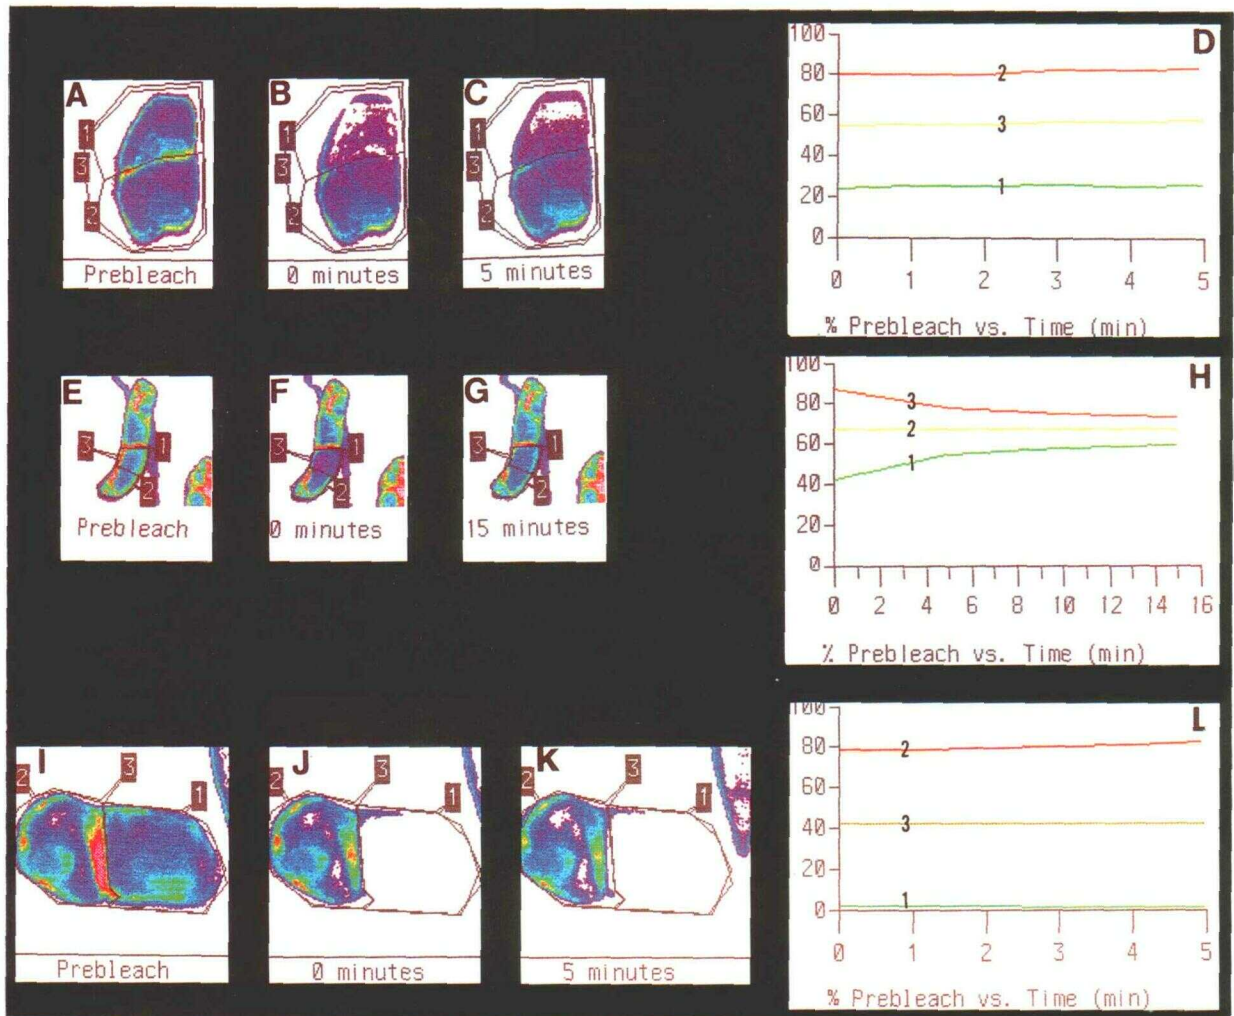 A
1
3
2
Prebleach
B
1
3
2
0 minutes
C
1
3
2
5 minutes
D
100
80
60
40
20
0
2
3
1
0 1 2 3 4 5
% Prebleach vs. Time (min)
E
3
1
2
Prebleach
F
3
1
2
0 minutes
G
3
1
2
15 minutes
H
100
80
60
40
20
0
3
2
1
0 2 4 6 8 10 12 14 16
% Prebleach vs. Time (min)
I
2
3
1
Prebleach
J
2
3
1
0 minutes
K
2
3
1
5 minutes
L
100
80
60
40
20
0
2
3
1
0 1 2 3 4 5
% Prebleach vs. Time (min)